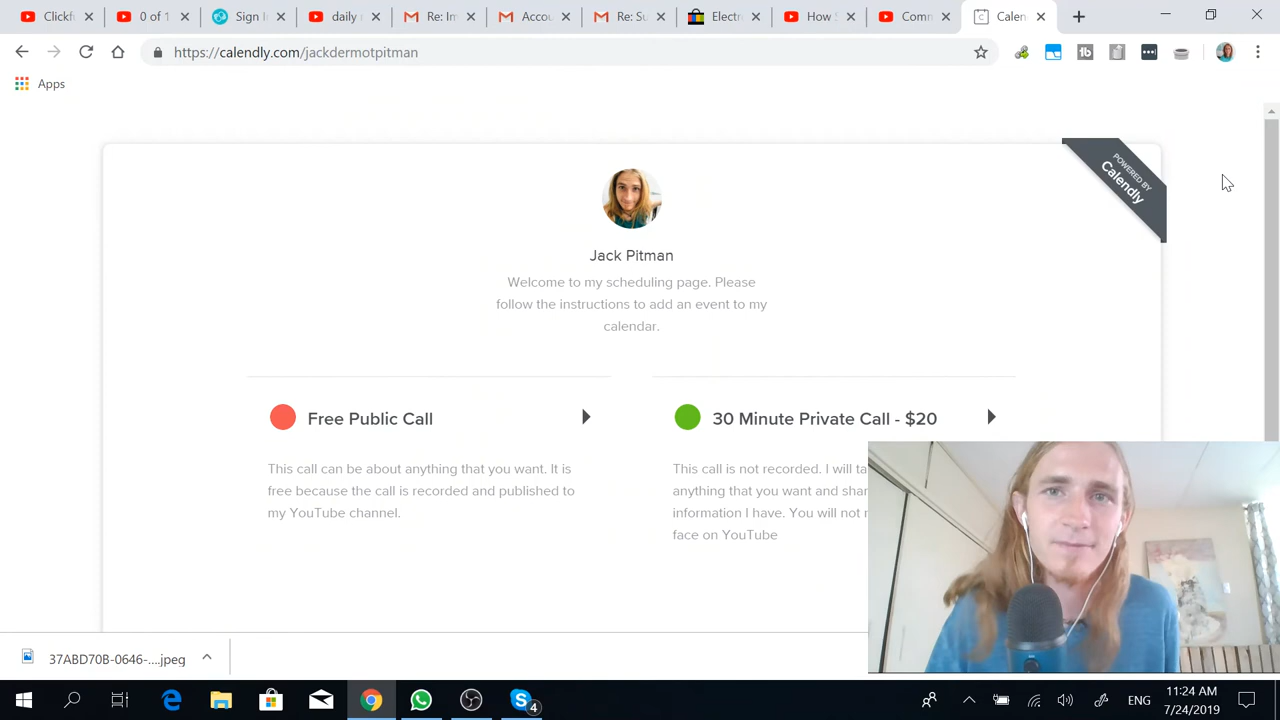 Clickf
0 of 1
Sign I
daily
Re: Im
Accou
Re: Su
Electr
How S
Comm
Calen
https://calendly.com/jackdermotpitman
Apps
POWERED BY
Calendly
Jack Pitman
Welcome to my scheduling page. Please
follow the instructions to add an event to my
calendar.
Free Public Call
This call can be about anything that you want. It is
free because the call is recorded and published to
my YouTube channel.
30 Minute Private Call - $20
This call is not recorded. I will ta
anything that you want and shar
information I have. You will not
face on YouTube
37ABD70B-0646-....jpeg
4
ENG
11:24 AM
7/24/2019